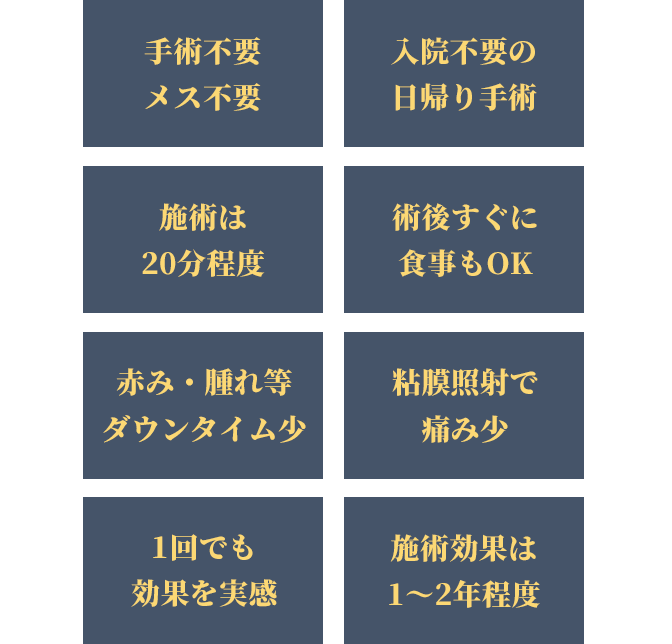 手術不要
メス不要
入院不要の
日帰り手術
施術は
20分程度
術後すぐに
食事もOK
赤み・腫れ等
ダウンタイム少
粘膜照射で
痛み少
1回でも
効果を実感
施術効果は
1〜2年程度